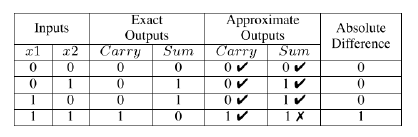 Inputs Exact Outputs Approximate Outputs Absolute Difference
x1 x2 Carry Sum Carry Sum
0 0 0 0 0 ✔ 0 ✔ 0
0 1 0 1 0 ✔ 1 ✔ 0
1 0 0 1 0 ✔ 1 ✔ 0
1 1 1 0 1 ✔ 1 ✗ 1